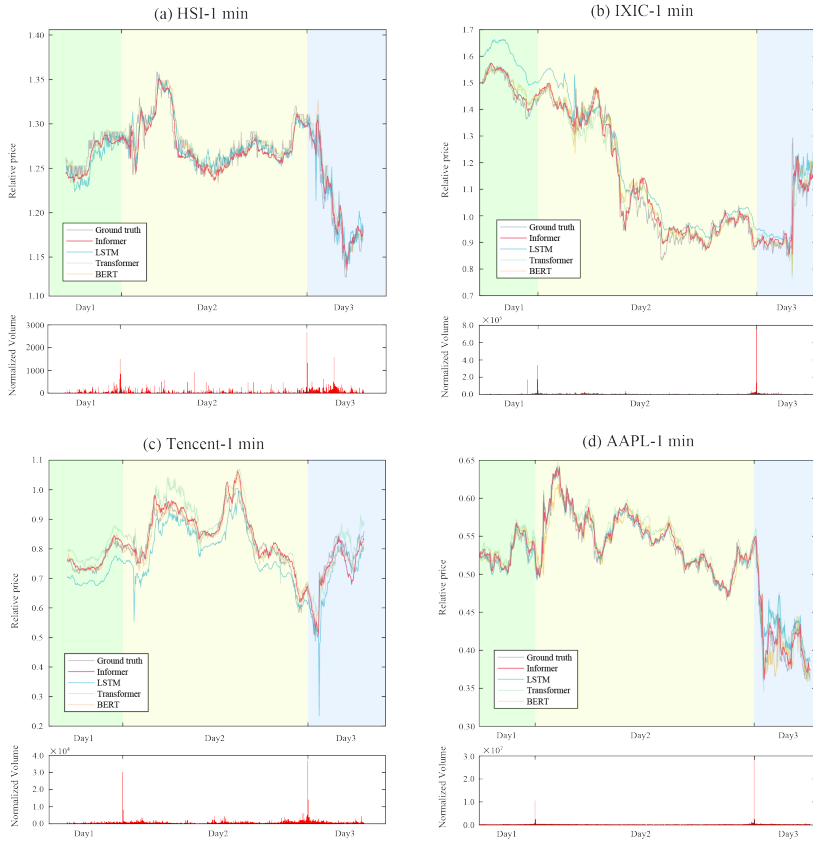 (a) HSI-1 min
1.35
1.30
1.25
1.20
1.15
1.10
Relative price
Ground truth
Informer
LSTM
Transformer
BERT
Day1
Day2
Day3
3000
2000
1000
0
Normalized Volume
Day1
Day2
Day3
(b) IXIC-1 min
1.7
1.6
1.5
1.4
1.3
1.2
1.1
1.0
0.9
0.8
0.7
Relative price
Ground truth
Informer
LSTM
Transformer
BERT
Day1
Day2
Day3
8.0
6.0
4.0
2.0
0.0
Normalized Volume
Day1
Day2
Day3
(c) Tencent-1 min
1.1
1.0
0.9
0.8
0.7
0.6
0.5
0.4
0.3
0.2
Relative price
Ground truth
Informer
LSTM
Transformer
BERT
Day1
Day2
Day3
4.0
3.0
2.0
1.0
0.0
Normalized Volume
Day1
Day2
Day3
(d) AAPL-1 min
0.65
0.60
0.55
0.50
0.45
0.40
0.35
0.30
Relative price
Ground truth
Informer
LSTM
Transformer
BERT
Day1
Day2
Day3
×10⁷
3.0
2.0
1.0
0.0
Normalized Volume
Day1
Day2
Day3